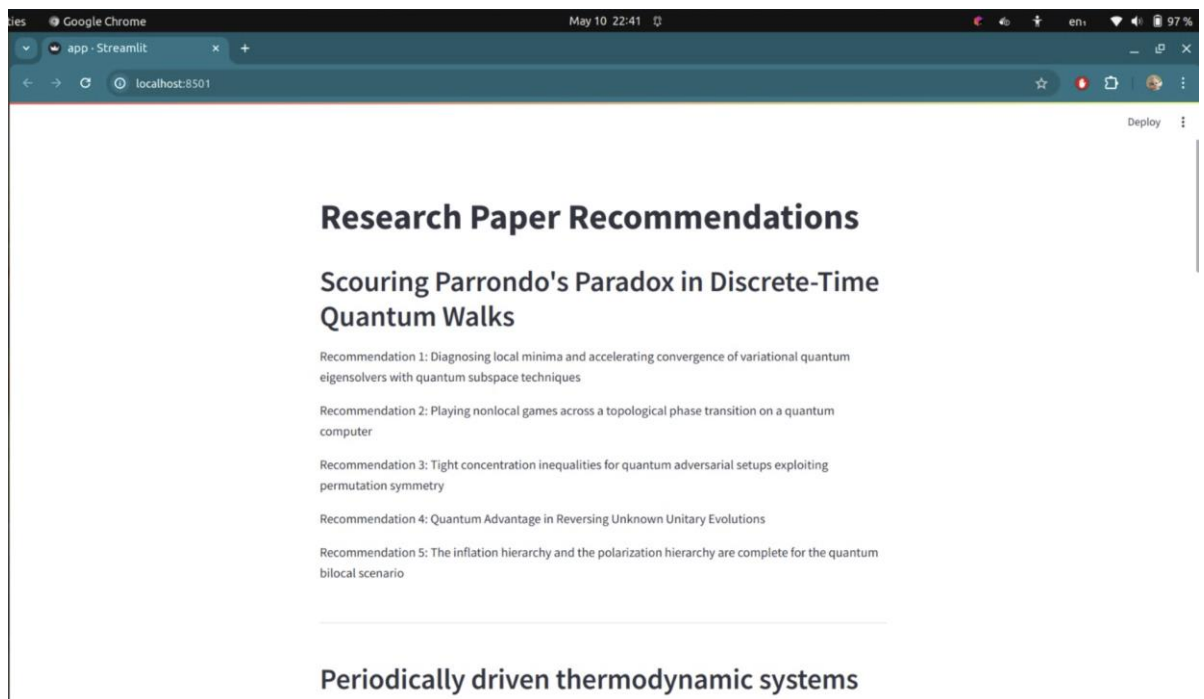 ties Google Chrome May 10 22:41 en₁ 97 %
app · Streamlit
localhost:8501
Deploy
Research Paper Recommendations
Scouring Parrondo's Paradox in Discrete-Time
Quantum Walks
Recommendation 1: Diagnosing local minima and accelerating convergence of variational quantum
eigensolvers with quantum subspace techniques
Recommendation 2: Playing nonlocal games across a topological phase transition on a quantum
computer
Recommendation 3: Tight concentration inequalities for quantum adversarial setups exploiting
permutation symmetry
Recommendation 4: Quantum Advantage in Reversing Unknown Unitary Evolutions
Recommendation 5: The inflation hierarchy and the polarization hierarchy are complete for the quantum
bilocal scenario
Periodically driven thermodynamic systems